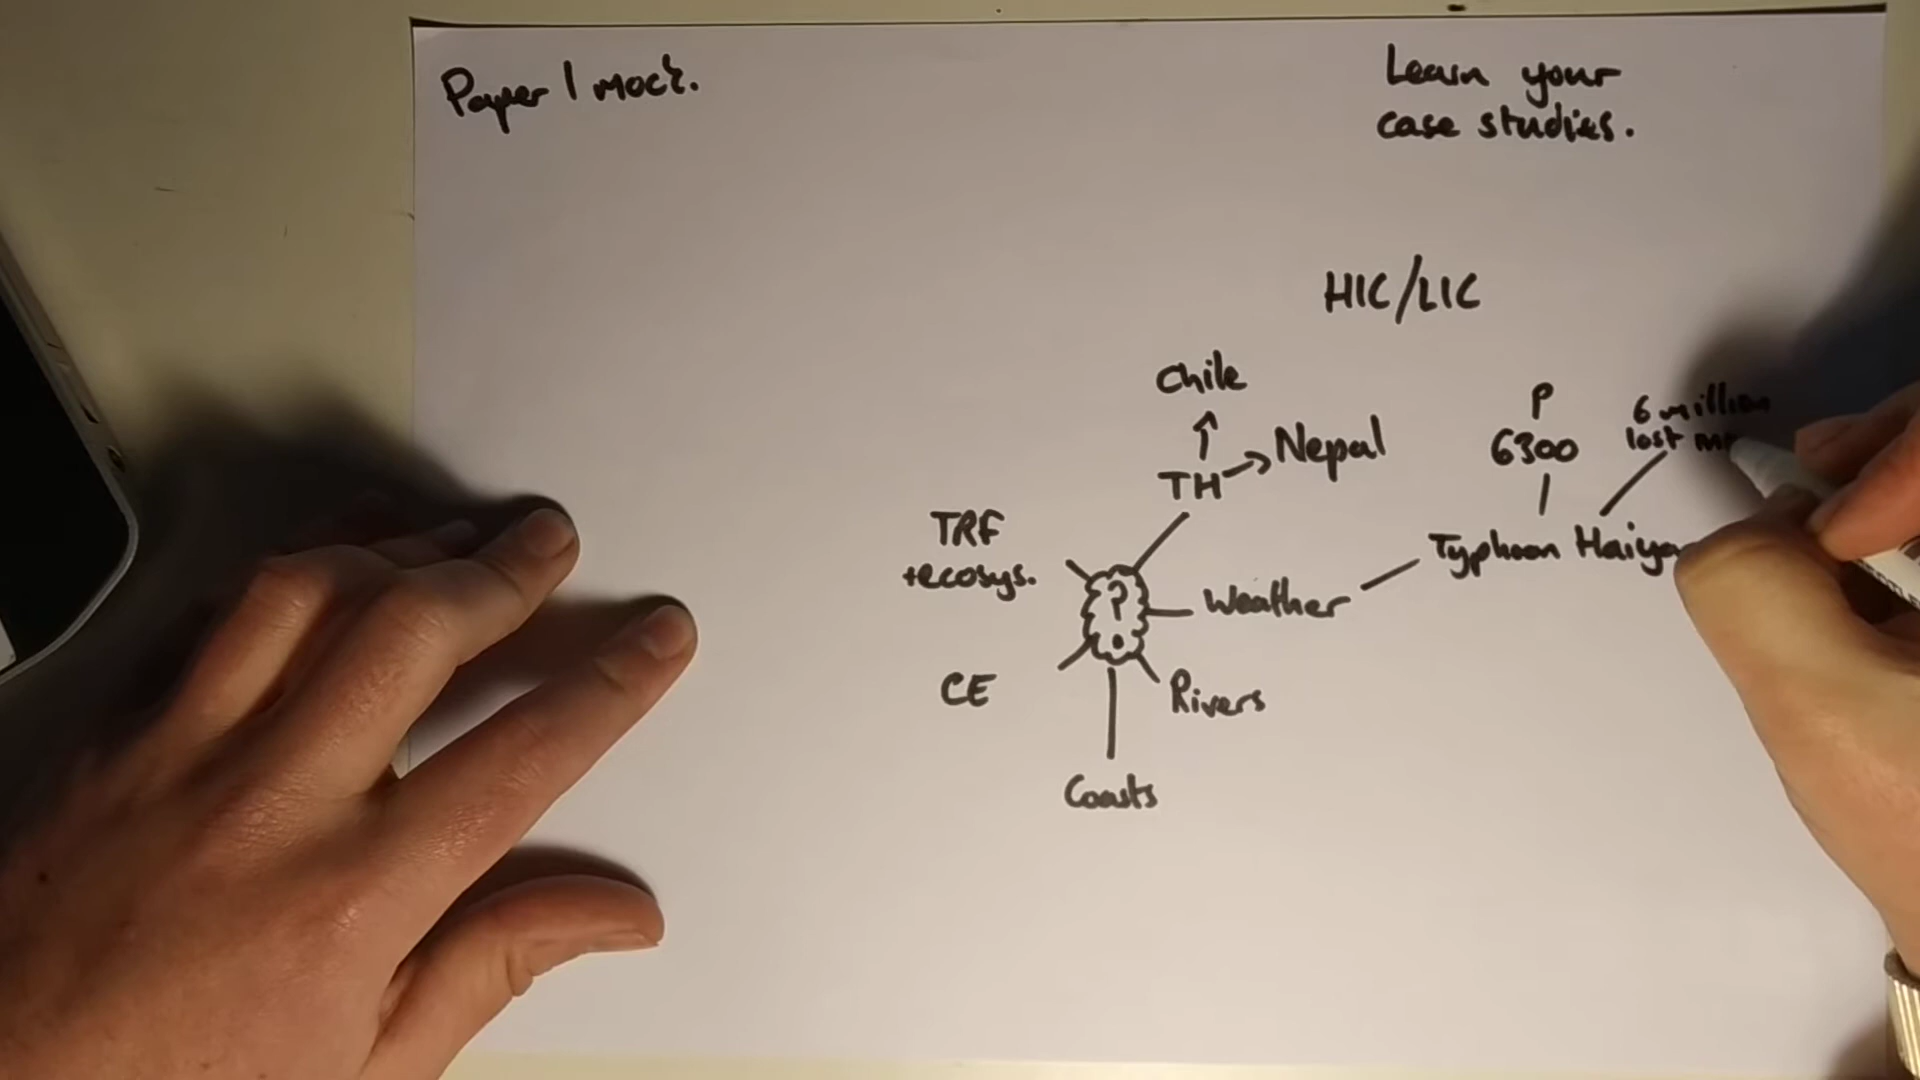 Paper 1 mock.
Learn your
case studies.
HIC/LIC
Chile
Nepal
TH
P
6300
6 million
lost
Typhoon
TRF
+ecosys.
?
Weather
CE
Rivers
Coasts